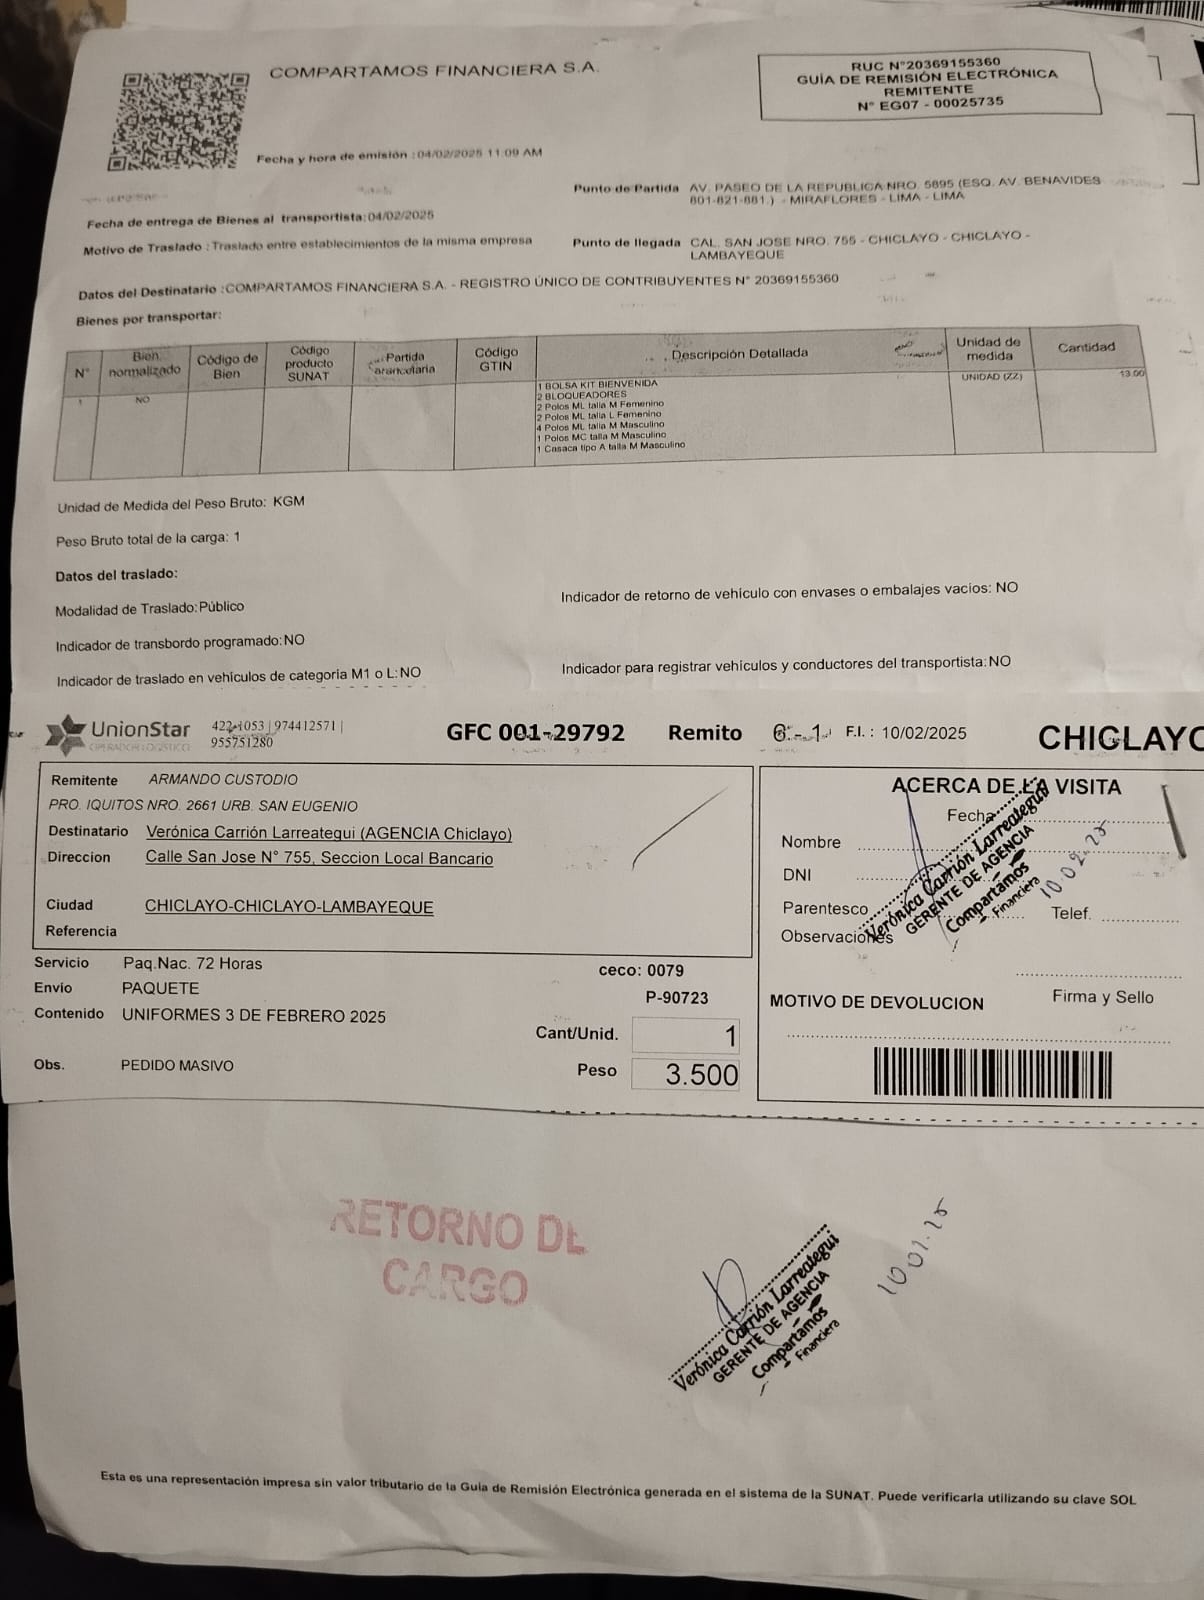 COMPARTAMOS FINANCIERA S.A.
RUC N°20369155360
GUÍA DE REMISIÓN ELECTRÓNICA
REMITENTE
N° EG07 - 00025735
Fecha y hora de emisión : 04/02/2025 11:09 AM
Fecha de entrega de Bienes al transportista:04/02/2025
Motivo de Traslado :Traslado entre establecimientos de la misma empresa
Punto de Partida AV. PASEO DE LA REPUBLICA NRO. 5895 (ESQ. AV. BENAVIDES
801-821-881.) - MIRAFLORES - LIMA - LIMA
Punto de llegada CAL. SAN JOSE NRO. 755 - CHICLAYO - CHICLAYO -
LAMBAYEQUE
Datos del Destinatario :COMPARTAMOS FINANCIERA S.A. - REGISTRO ÚNICO DE CONTRIBUYENTES N° 20369155360
Bienes por transportar:
N° Bien normalizado Código de Bien Código producto SUNAT Partida arancelaria Código GTIN Descripción Detallada Unidad de medida Cantidad
1 NO 1 BOLSA KIT BIENVENIDA UNIDAD (ZZ) 13.00
2 BLOQUEADORES
2 Polos ML talla M Femenino
2 Polos ML talla L Femenino
4 Polos ML talla M Masculino
1 Polos MC talla M Masculino
1 Casaca tipo A talla M Masculino
Unidad de Medida del Peso Bruto: KGM
Peso Bruto total de la carga: 1
Datos del traslado:
Modalidad de Traslado:Público
Indicador de retorno de vehículo con envases o embalajes vacios: NO
Indicador de transbordo programado:NO
Indicador de traslado en vehículos de categoria M1 o L:NO
Indicador para registrar vehículos y conductores del transportista:NO
UnionStar
OPERADOR LOGISTICO
422-1053 | 974412571 |
955751280
GFC 001-29792 Remito 6 - 1 F.I. : 10/02/2025 CHICLAYO
Remitente ARMANDO CUSTODIO
PRO. IQUITOS NRO. 2661 URB. SAN EUGENIO
Destinatario Verónica Carrión Larreategui (AGENCIA Chiclayo)
Direccion Calle San Jose N° 755, Seccion Local Bancario
Ciudad CHICLAYO-CHICLAYO-LAMBAYEQUE
Referencia
Servicio Paq.Nac. 72 Horas
Envio PAQUETE
Contenido UNIFORMES 3 DE FEBRERO 2025
Obs. PEDIDO MASIVO
ceco: 0079
P-90723
Cant/Unid. 1
Peso 3.500
ACERCA DE LA VISITA
Fecha
Nombre
DNI
Parentesco
Telef.
Observaciones
Verónica Carrión Larreategui
GERENTE DE AGENCIA
Compartamos
Financiera
10.02.25
Firma y Sello
MOTIVO DE DEVOLUCION
RETORNO DE
CARGO
Verónica Carrión Larreategui
GERENTE DE AGENCIA
Compartamos
Financiera
10.01.25
Esta es una representación impresa sin valor tributario de la Guía de Remisión Electrónica generada en el sistema de la SUNAT. Puede verificarla utilizando su clave SOL